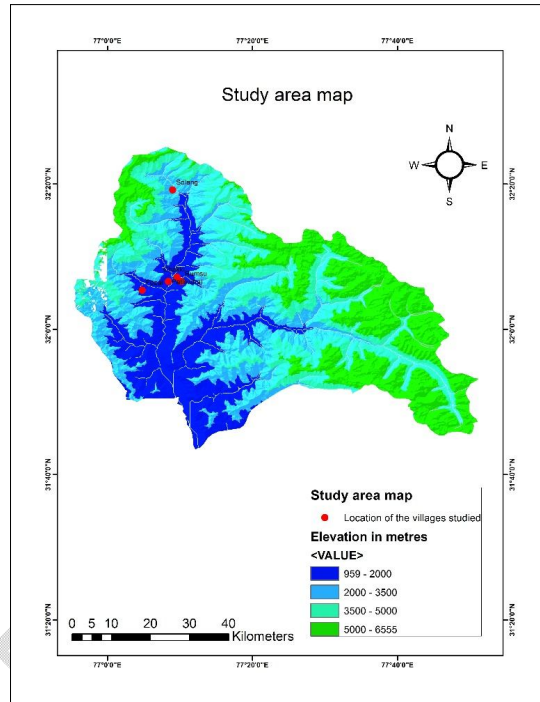 77°0'0"E 77°20'0"E 77°40'0"E
Study area map
N
W E
S
32°20'0"N 32°20'0"N
Solang
32°0'0"N 32°0'0"N
31°40'0"N 31°40'0"N
Study area map
Location of the villages studied
Elevation in metres
<VALUE>
959 - 2000
2000 - 3500
3500 - 5000
5000 - 6555
31°20'0"N 31°20'0"N
0 5 10 20 30 40
Kilometers
77°0'0"E 77°20'0"E 77°40'0"E